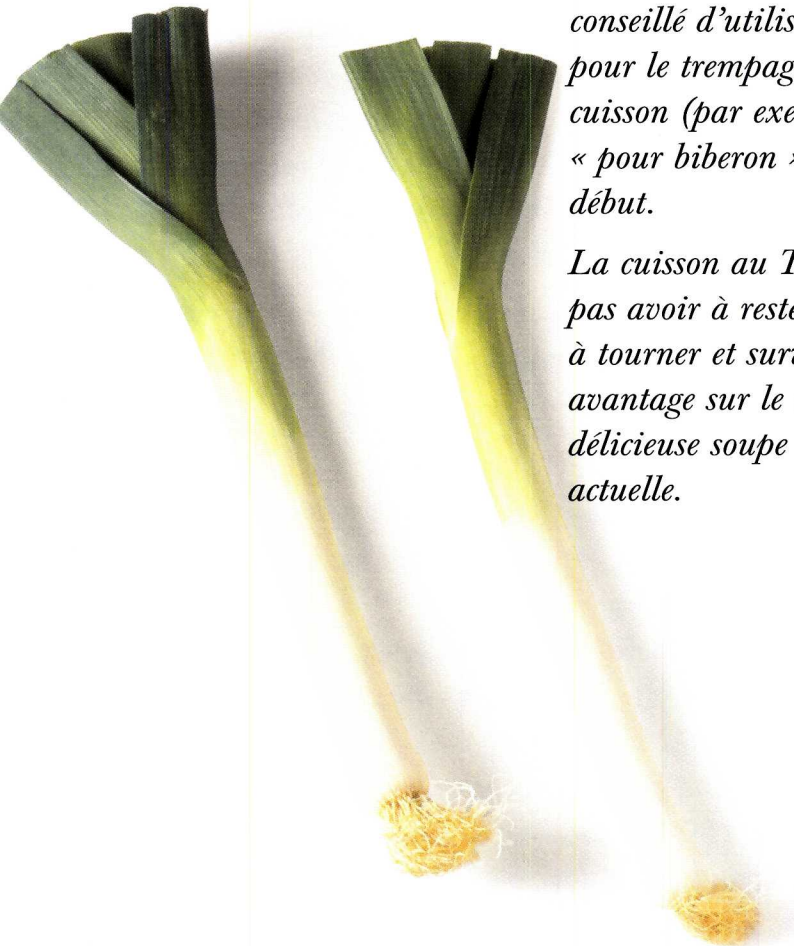 conseillé d’utilis
pour le trempag
cuisson (par exe
« pour biberon »
début.
La cuisson au T
pas avoir à reste
à tourner et surv
avantage sur le
délicieuse soupe
actuelle.